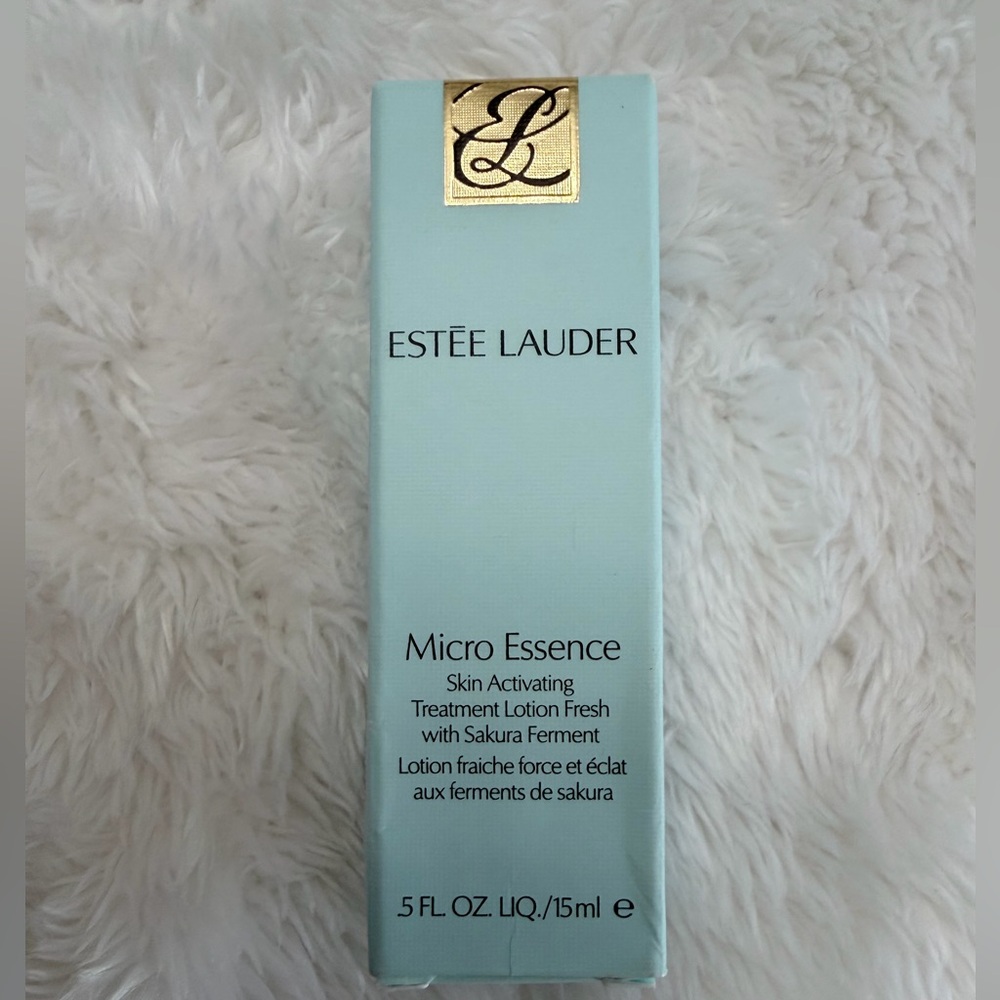 EL
ESTĒE LAUDER
Micro Essence
Skin Activating
Treatment Lotion Fresh
with Sakura Ferment
Lotion fraiche force et éclat
aux ferments de sakura
.5 FL. OZ. LIQ./15ml e